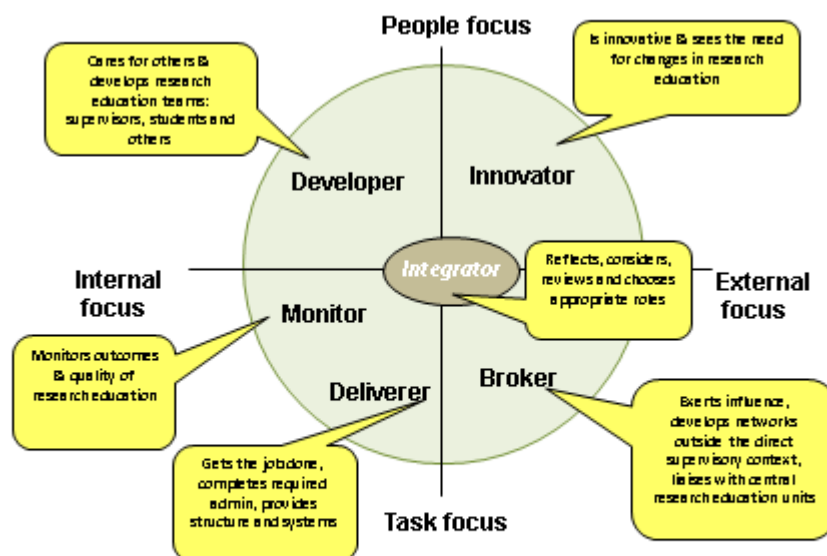 People focus
Cares for others &
develops research
education teams:
supervisors, students and
others
Is innovative & sees the need
for changes in research
education
Developer
Innovator
Internal
focus
Integrator
Reflects, considers,
reviews and chooses
appropriate roles
External
focus
Monitor
Deliverer
Broker
Monitors outcomes
& quality of
research education
Gets the job done,
completes required
admin, provides
structure and systems
Exerts influence,
develops networks
outside the direct
supervisory context,
liaises with central
research education units
Task focus